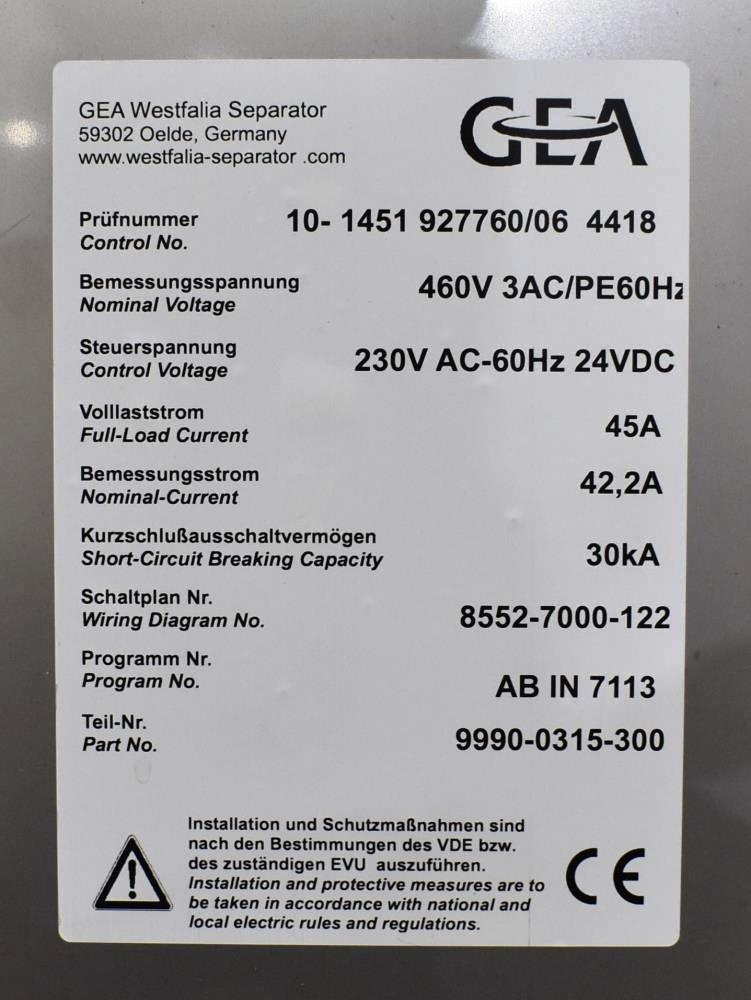 GEA Westfalia Separator
59302 Oelde, Germany
www.westfalia-separator .com
GEA
Prüfnummer
Control No.
10- 1451 927760/06 4418
Bemessungsspannung
Nominal Voltage
460V 3AC/PE60Hz
Steuerspannung
Control Voltage
230V AC-60Hz 24VDC
Volllaststrom
Full-Load Current
45A
Bemessungsstrom
Nominal-Current
42,2A
Kurzschlußausschaltvermögen
Short-Circuit Breaking Capacity
30kA
Schaltplan Nr.
Wiring Diagram No.
8552-7000-122
Programm Nr.
Program No.
AB IN 7113
Teil-Nr.
Part No.
9990-0315-300
Installation und Schutzmaßnahmen sind
nach den Bestimmungen des VDE bzw.
des zuständigen EVU auszuführen.
Installation and protective measures are to
be taken in accordance with national and
local electric rules and regulations.
!
CE